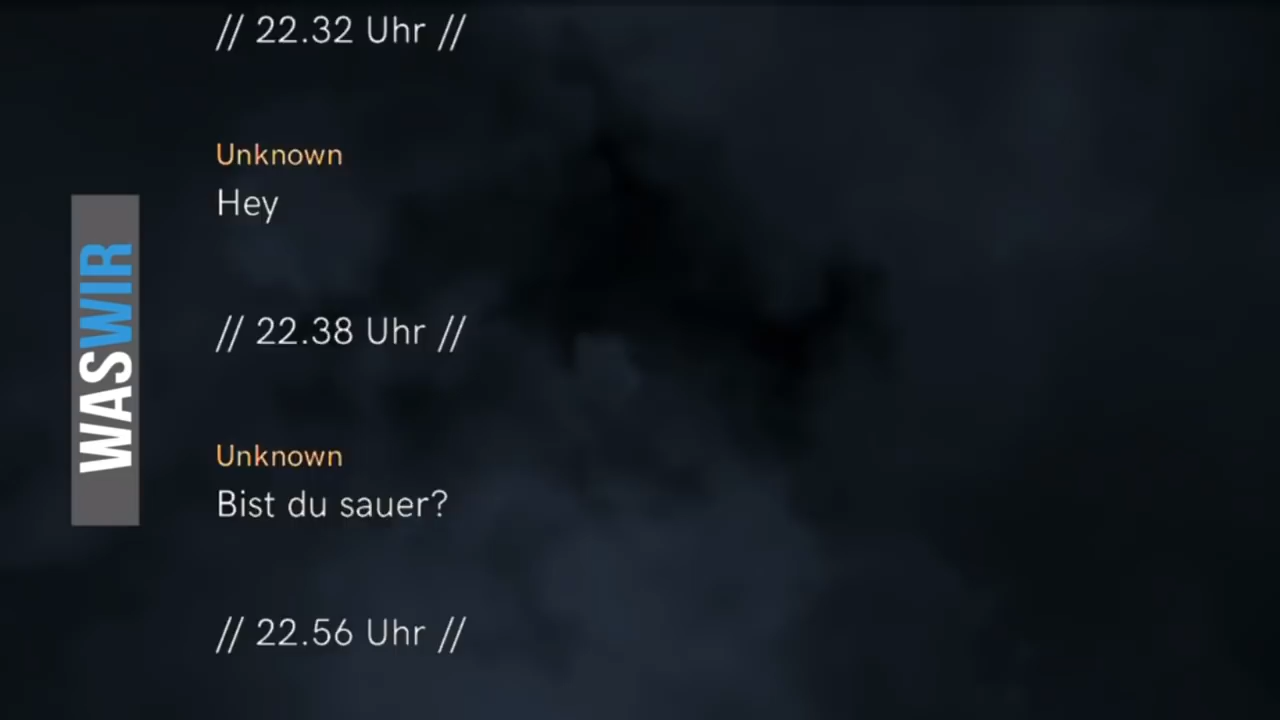 // 22.32 Uhr //
Unknown
Hey
// 22.38 Uhr //
Unknown
Bist du sauer?
// 22.56 Uhr //
WASWIR